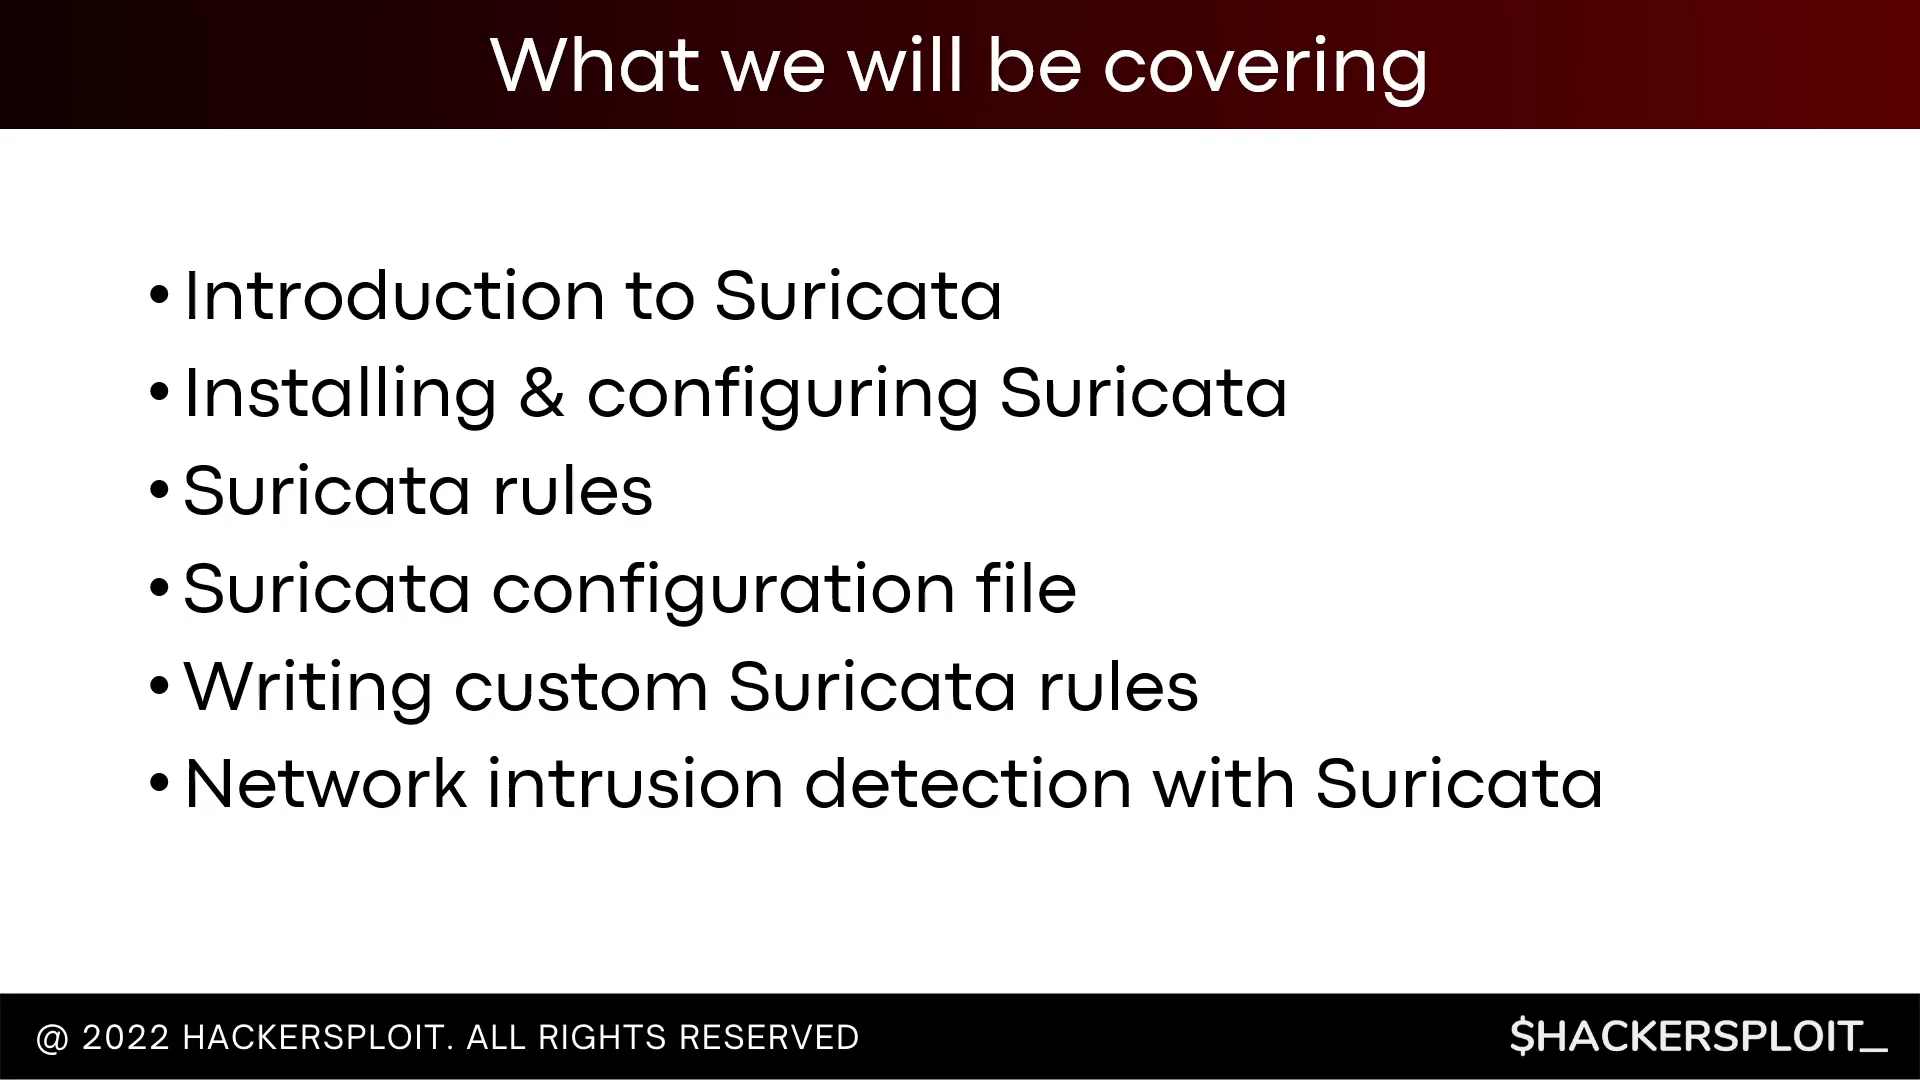 What we will be covering
• Introduction to Suricata
• Installing & configuring Suricata
• Suricata rules
• Suricata configuration file
• Writing custom Suricata rules
• Network intrusion detection with Suricata
@ 2022 HACKERSPLOIT. ALL RIGHTS RESERVED
$HACKERSPLOIT_